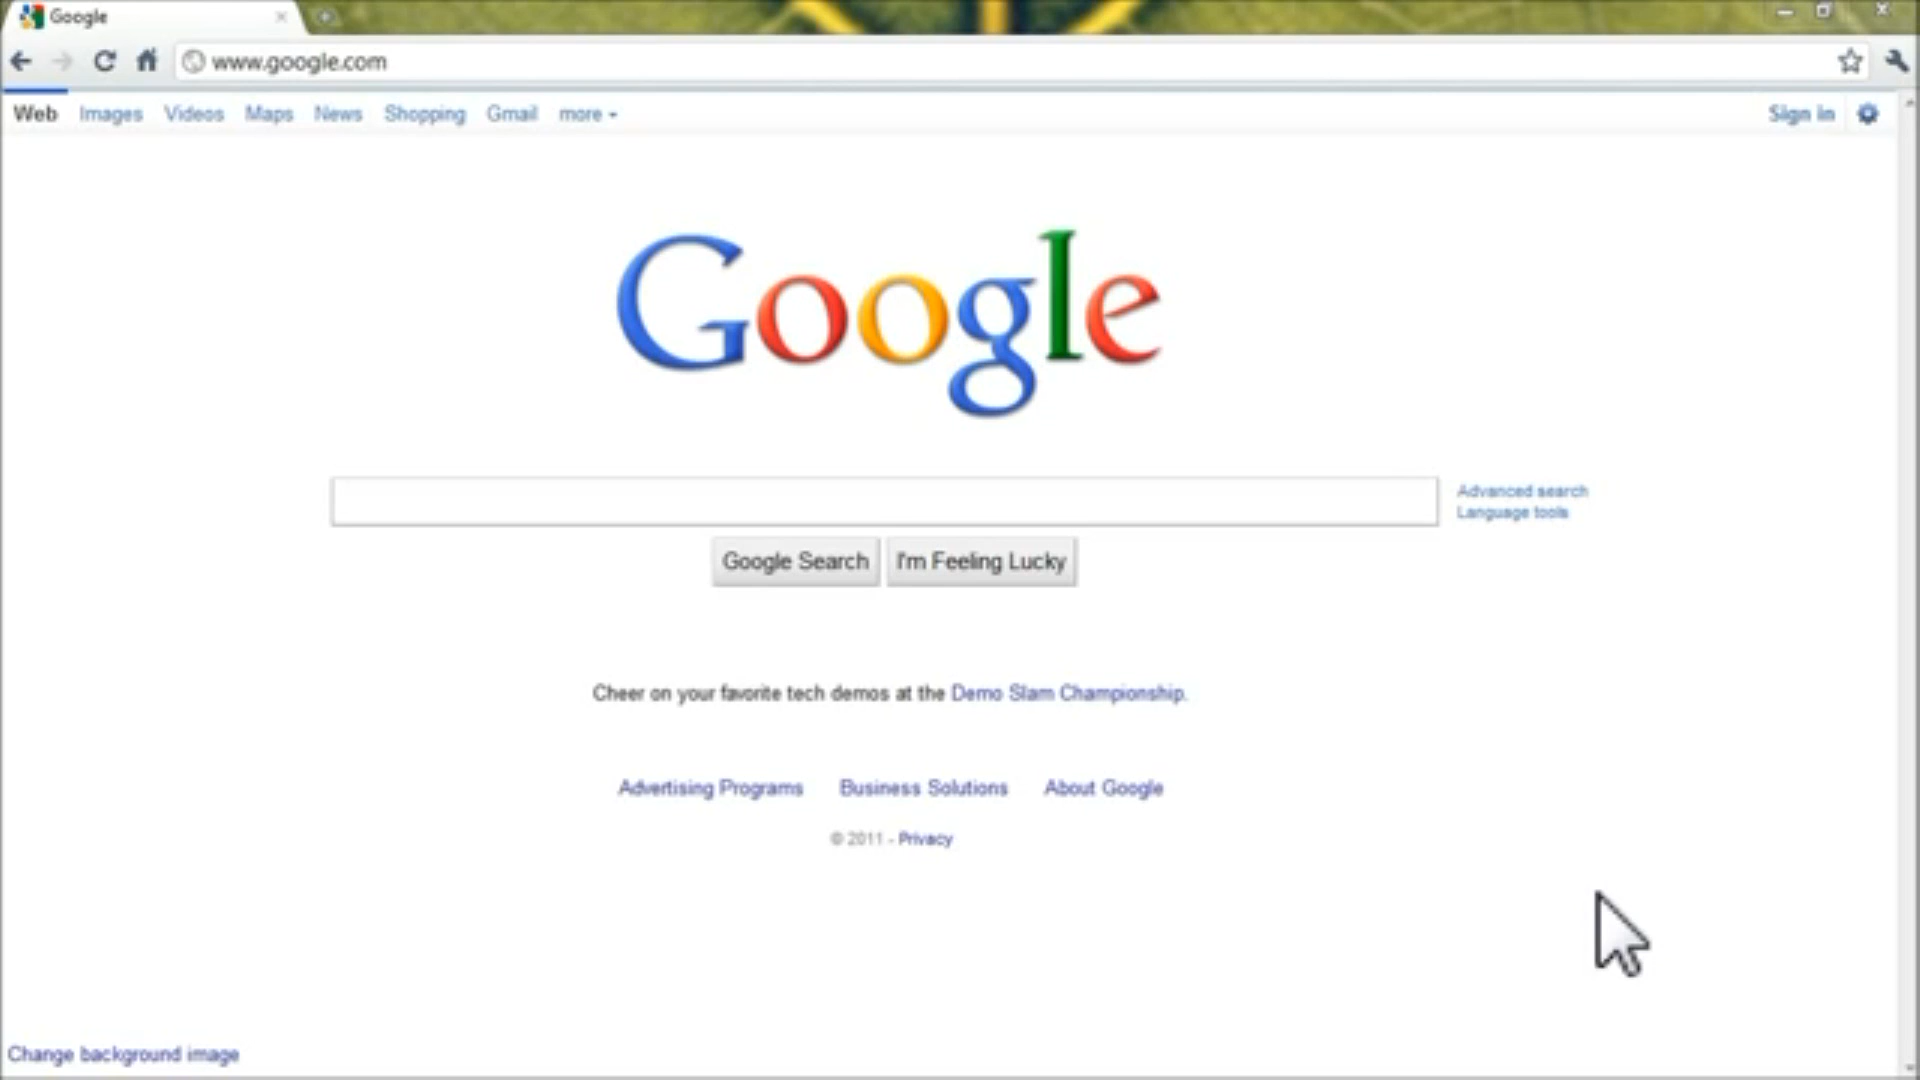 Google
www.google.com
Web Images Videos Maps News Shopping Gmail more
Sign in
Google
Advanced search
Language tools
Google Search I'm Feeling Lucky
Cheer on your favorite tech demos at the Demo Slam Championship.
Advertising Programs Business Solutions About Google
© 2011 - Privacy
Change background image